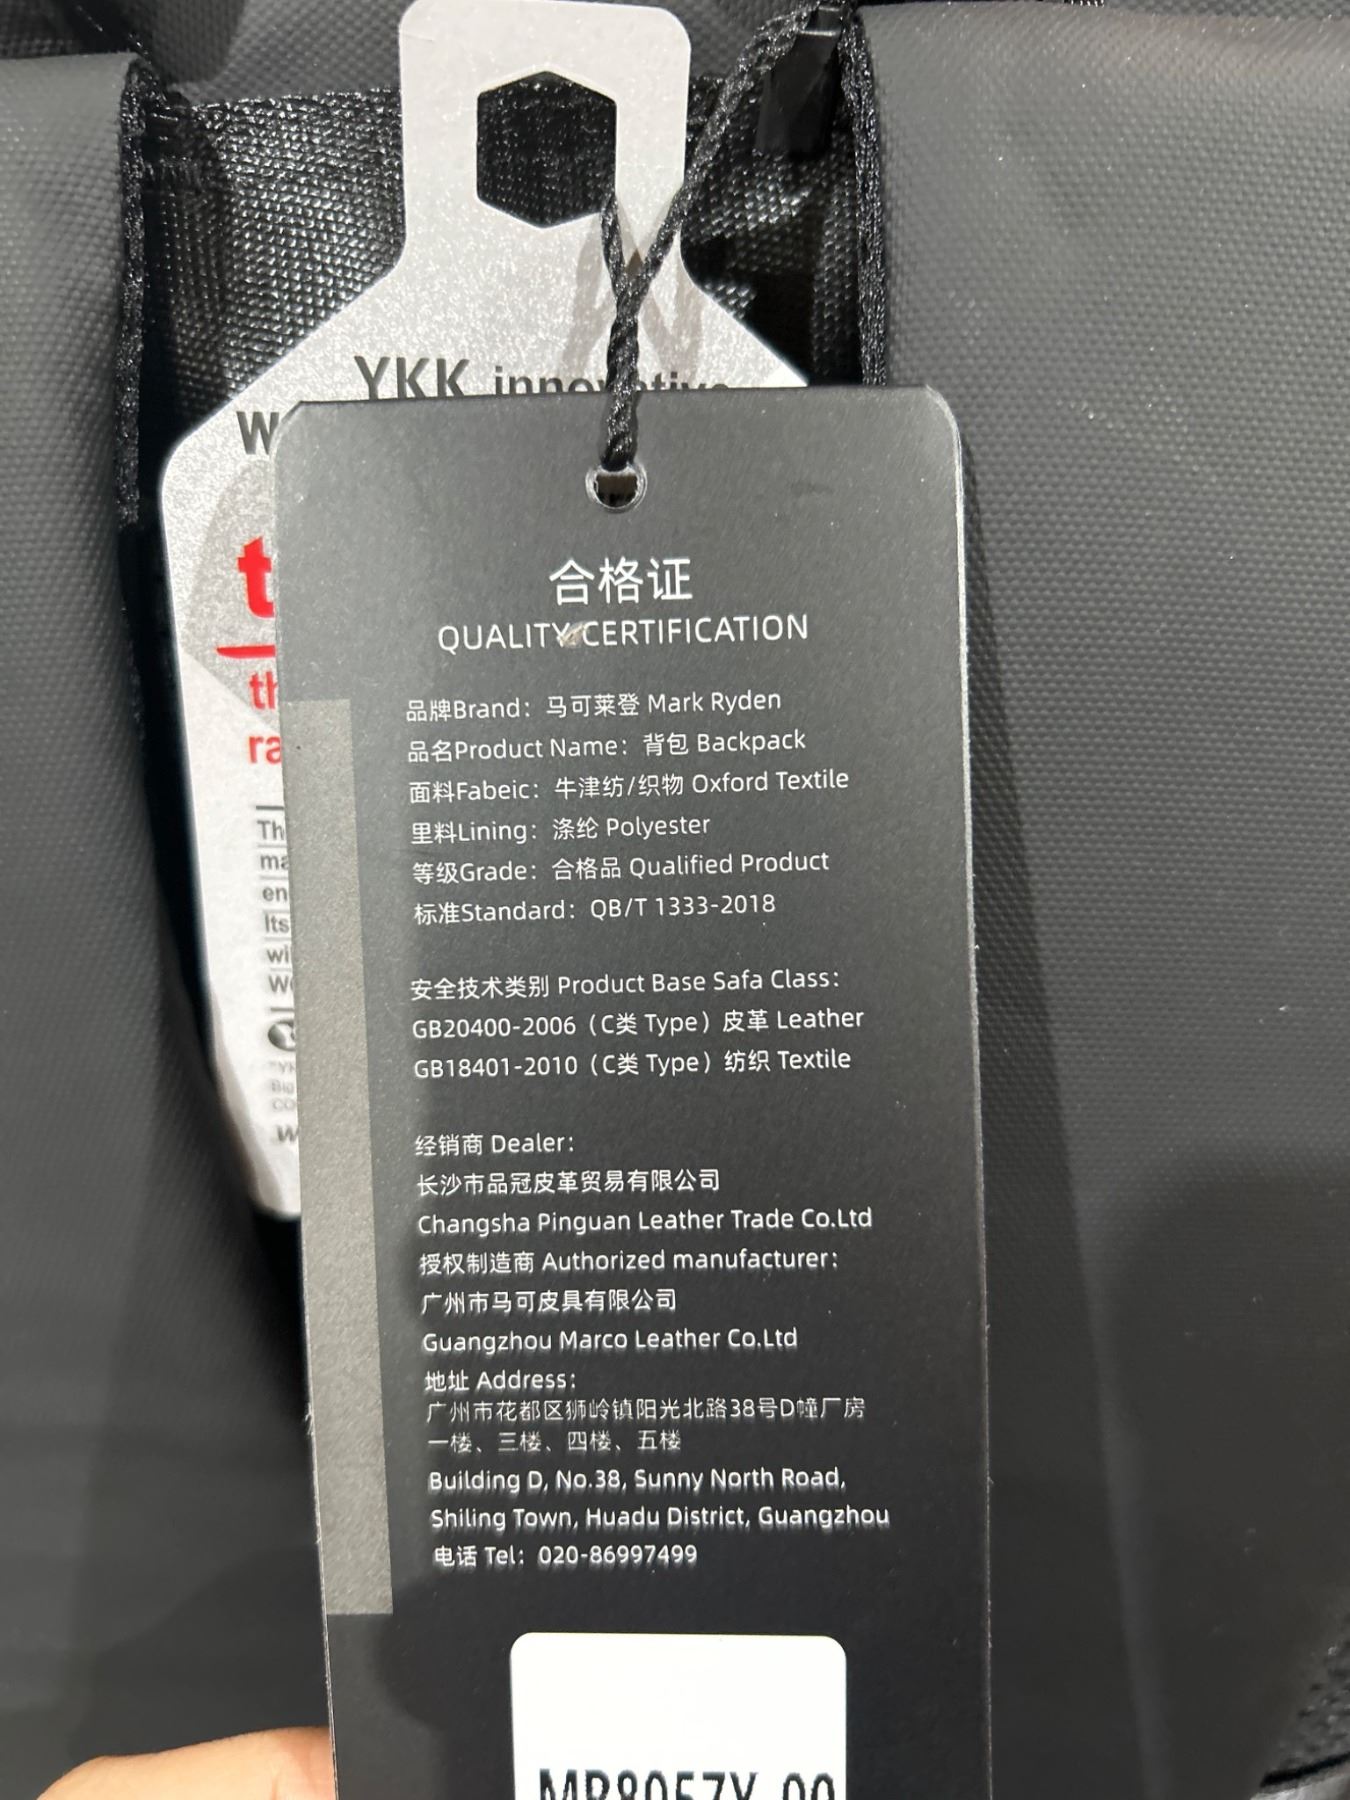 YKK
合格证
QUALITY CERTIFICATION
品牌Brand：马可莱登 Mark Ryden
品名Product Name：背包 Backpack
面料Fabeic：牛津纺/织物 Oxford Textile
里料Lining：涤纶 Polyester
等级Grade：合格品 Qualified Product
标准Standard：QB/T 1333-2018
安全技术类别 Product Base Safa Class：
GB20400-2006（C类 Type）皮革 Leather
GB18401-2010（C类 Type）纺织 Textile
经销商 Dealer：
长沙市品冠皮革贸易有限公司
Changsha Pinguan Leather Trade Co.Ltd
授权制造商 Authorized manufacturer：
广州市马可皮具有限公司
Guangzhou Marco Leather Co.Ltd
地址 Address：
广州市花都区狮岭镇阳光北路38号D幢厂房
一楼、三楼、四楼、五楼
Building D, No.38, Sunny North Road,
Shiling Town, Huadu District, Guangzhou
电话 Tel：020-86997499